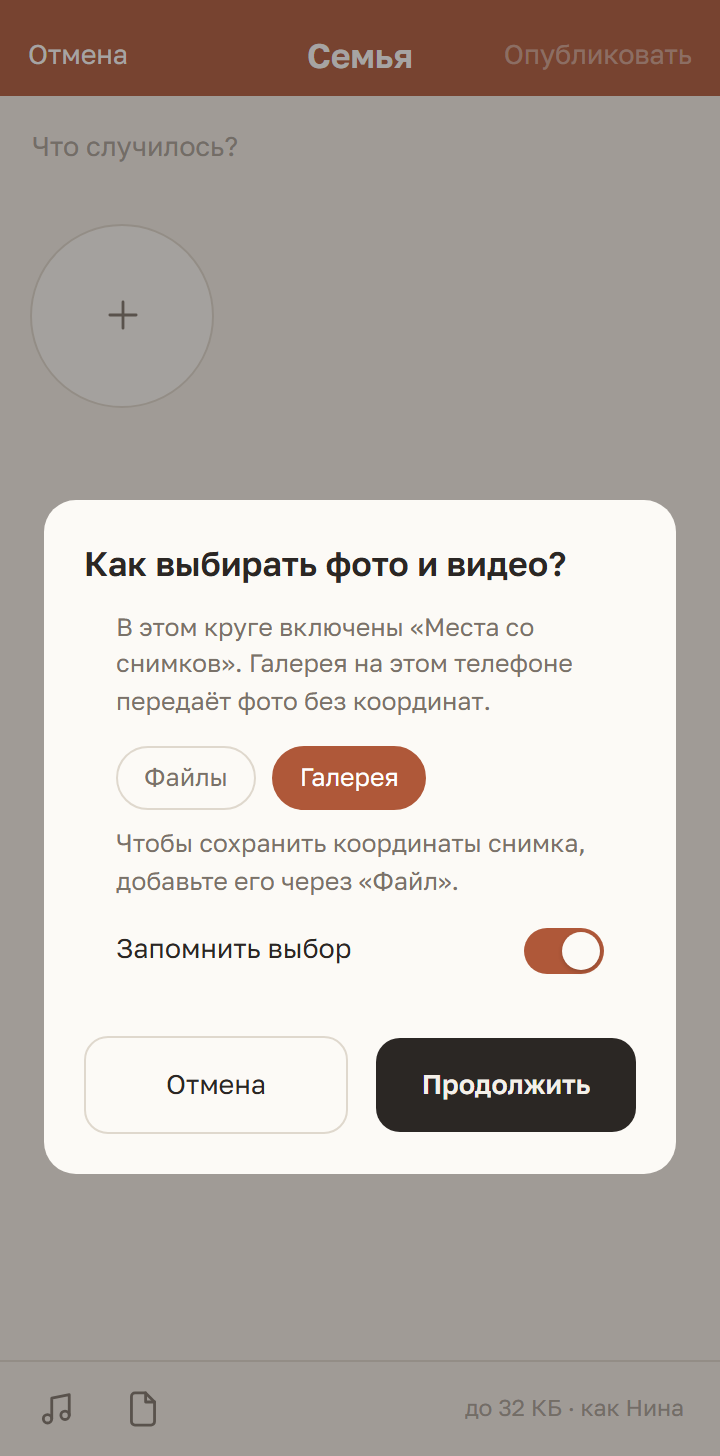 Отмена Семья Опубликовать
Что случилось?
Как выбирать фото и видео?
В этом круге включены «Места со
снимков». Галерея на этом телефоне
передаёт фото без координат.
Файлы Галерея
Чтобы сохранить координаты снимка,
добавьте его через «Файл».
Запомнить выбор
Отмена Продолжить
до 32 КБ · как Нина